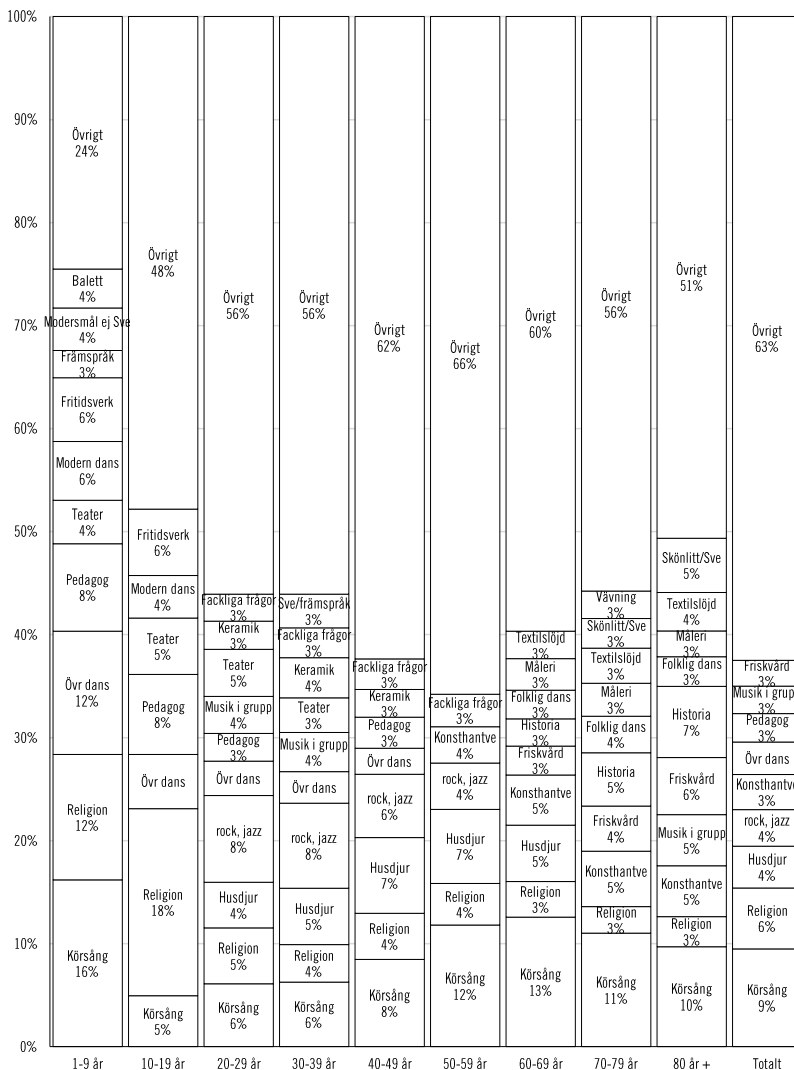 100%
90%
80%
70%
60%
50%
40%
30%
20%
10%
0%
Övrigt
24%
Balett
4%
Modersmål ej Sve
4%
Främspråk
3%
Fritidsverk
6%
Modern dans
6%
Teater
4%
Pedagog
8%
Övr dans
12%
Religion
12%
Körsång
16%
1-9 år
Övrigt
48%
Fritidsverk
6%
Modern dans
4%
Teater
5%
Pedagog
8%
Övr dans
Religion
18%
Körsång
5%
10-19 år
Övrigt
56%
Fackliga frågor
3%
Keramik
3%
Teater
5%
Musik i grupp
4%
Pedagog
3%
Övr dans
rock, jazz
8%
Husdjur
4%
Religion
5%
Körsång
6%
20-29 år
Övrigt
56%
Sve/främspråk
3%
Fackliga frågor
3%
Keramik
4%
Teater
3%
Musik i grupp
4%
Övr dans
rock, jazz
8%
Husdjur
5%
Religion
4%
Körsång
6%
30-39 år
Övrigt
62%
Fackliga frågor
3%
Keramik
3%
Pedagog
3%
Övr dans
rock, jazz
6%
Husdjur
7%
Religion
4%
Körsång
8%
40-49 år
Övrigt
66%
Fackliga frågor
3%
Konsthantve
4%
rock, jazz
4%
Husdjur
7%
Religion
4%
Körsång
12%
50-59 år
Övrigt
60%
Textilslöjd
3%
Måleri
3%
Folklig dans
3%
Historia
3%
Friskvård
3%
Konsthantve
5%
Husdjur
5%
Religion
3%
Körsång
13%
60-69 år
Övrigt
56%
Vävning
3%
Skönlitt/Sve
3%
Textilslöjd
3%
Måleri
3%
Folklig dans
4%
Historia
5%
Friskvård
4%
Konsthantve
5%
Religion
3%
Körsång
11%
70-79 år
Övrigt
51%
Skönlitt/Sve
5%
Textilslöjd
4%
Måleri
3%
Folklig dans
3%
Historia
7%
Friskvård
6%
Musik i grupp
5%
Konsthantve
5%
Religion
3%
Körsång
10%
80 år +
Övrigt
63%
Friskvård
3%
Musik i grupp
3%
Pedagog
3%
Övr dans
Konsthantve
3%
rock, jazz
4%
Husdjur
4%
Religion
6%
Körsång
9%
Totalt